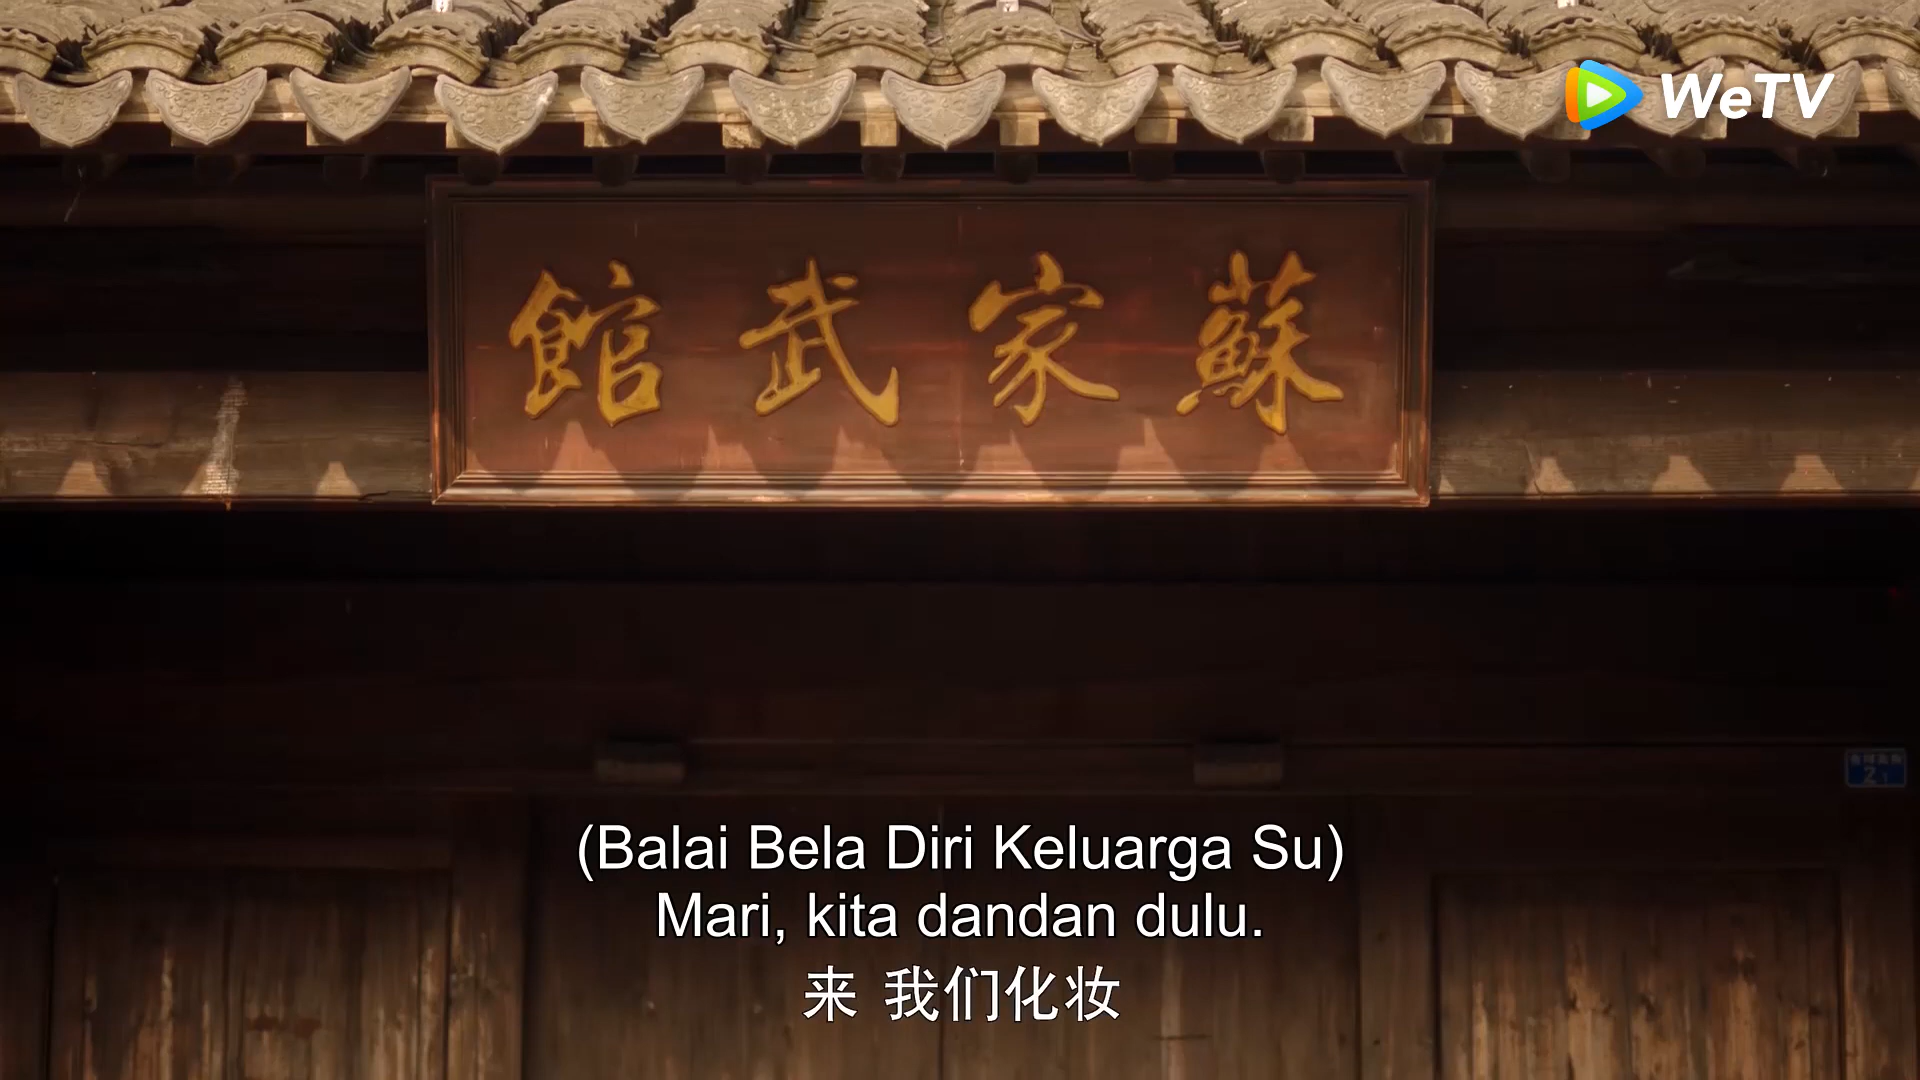 WeTV
蘇家武館
(Balai Bela Diri Keluarga Su)
Mari, kita dandan dulu.
来 我们化妆